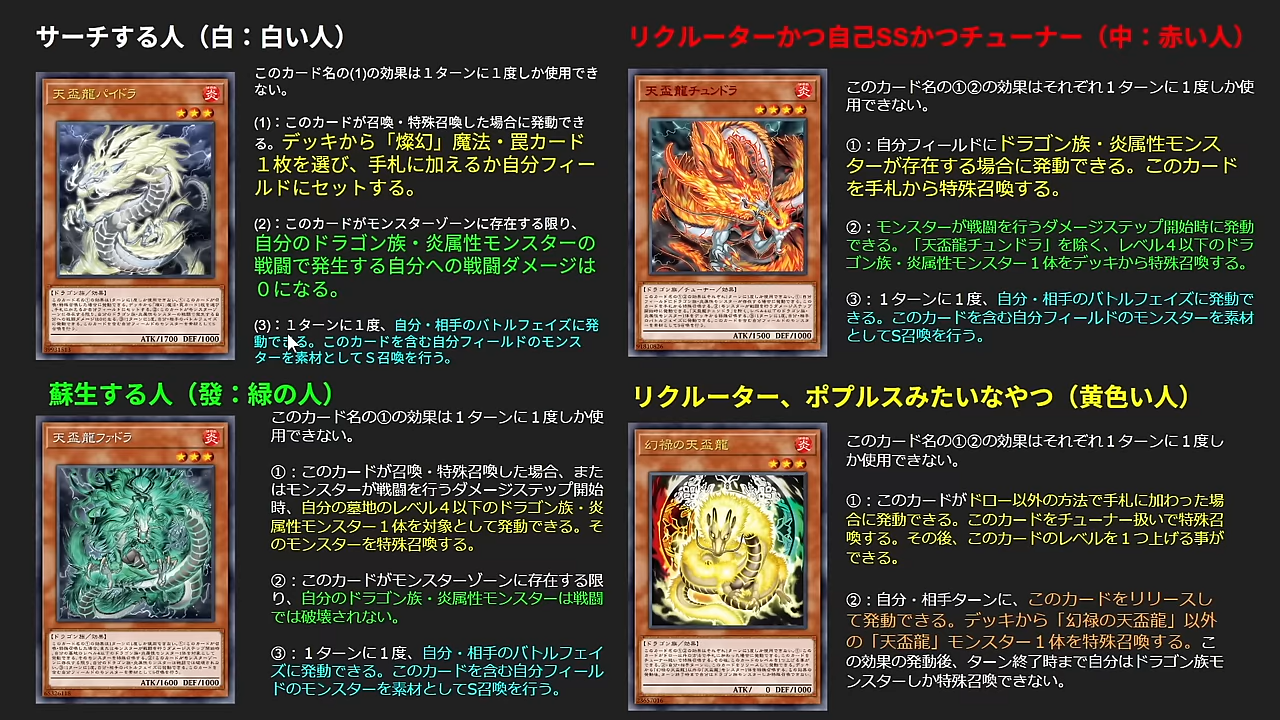 サーチする人（白：白い人）
天盃龍パイドラ
炎
ATK/1700 DEF/1000
このカード名の(1)の効果は１ターンに１度しか使用でき
ない。
(1)：このカードが召喚・特殊召喚した場合に発動でき
る。デッキから「燦幻」魔法・罠カード
１枚を選び、手札に加えるか自分フィー
ルドにセットする。
(2)：このカードがモンスターゾーンに存在する限り、
自分のドラゴン族・炎属性モンスターの
戦闘で発生する自分への戦闘ダメージは
０になる。
(3)：１ターンに１度、自分・相手のバトルフェイズに発
動できる。このカードを含む自分フィールドのモンス
ターを素材としてＳ召喚を行う。
リクルーターかつ自己SSかつチューナー（中：赤い人）
天盃龍チュンドラ
炎
[ドラゴン族／チューナー／効果]
ATK/1500 DEF/1000
このカード名の①②の効果はそれぞれ１ターンに１度しか使
用できない。
①：自分フィールドにドラゴン族・炎属性モンス
ターが存在する場合に発動できる。このカード
を手札から特殊召喚する。
②：モンスターが戦闘を行うダメージステップ開始時に発動
できる。「天盃龍チュンドラ」を除く、レベル４以下のドラ
ゴン族・炎属性モンスター１体をデッキから特殊召喚する。
③：１ターンに１度、自分・相手のバトルフェイズに発動で
きる。このカードを含む自分フィールドのモンスターを素材
としてS召喚を行う。
蘇生する人（發：緑の人）
天盃龍ファドラ
炎
[ドラゴン族／効果]
ATK/1600 DEF/1000
このカード名の①の効果は１ターンに１度しか使
用できない。
①：このカードが召喚・特殊召喚した場合、また
はモンスターが戦闘を行うダメージステップ開始
時、自分の墓地のレベル４以下のドラゴン族・炎
属性モンスター１体を対象として発動できる。そ
のモンスターを特殊召喚する。
②：このカードがモンスターゾーンに存在する限
り、自分のドラゴン族・炎属性モンスターは戦闘
では破壊されない。
③：１ターンに１度、自分・相手のバトルフェイ
ズに発動できる。このカードを含む自分フィール
ドのモンスターを素材としてS召喚を行う。
リクルーター、ポプルスみたいなやつ（黄色い人）
幻禄の天盃龍
炎
[ドラゴン族／効果]
ATK/ 0 DEF/1000
このカード名の①②の効果はそれぞれ１ターンに１度し
か使用できない。
①：このカードがドロー以外の方法で手札に加わった場
合に発動できる。このカードをチューナー扱いで特殊召
喚する。その後、このカードのレベルを１つ上げる事が
できる。
②：自分・相手ターンに、このカードをリリースし
て発動できる。デッキから「幻禄の天盃龍」以外
の「天盃龍」モンスター１体を特殊召喚する。こ
の効果の発動後、ターン終了時まで自分はドラゴン族モ
ンスターしか特殊召喚できない。